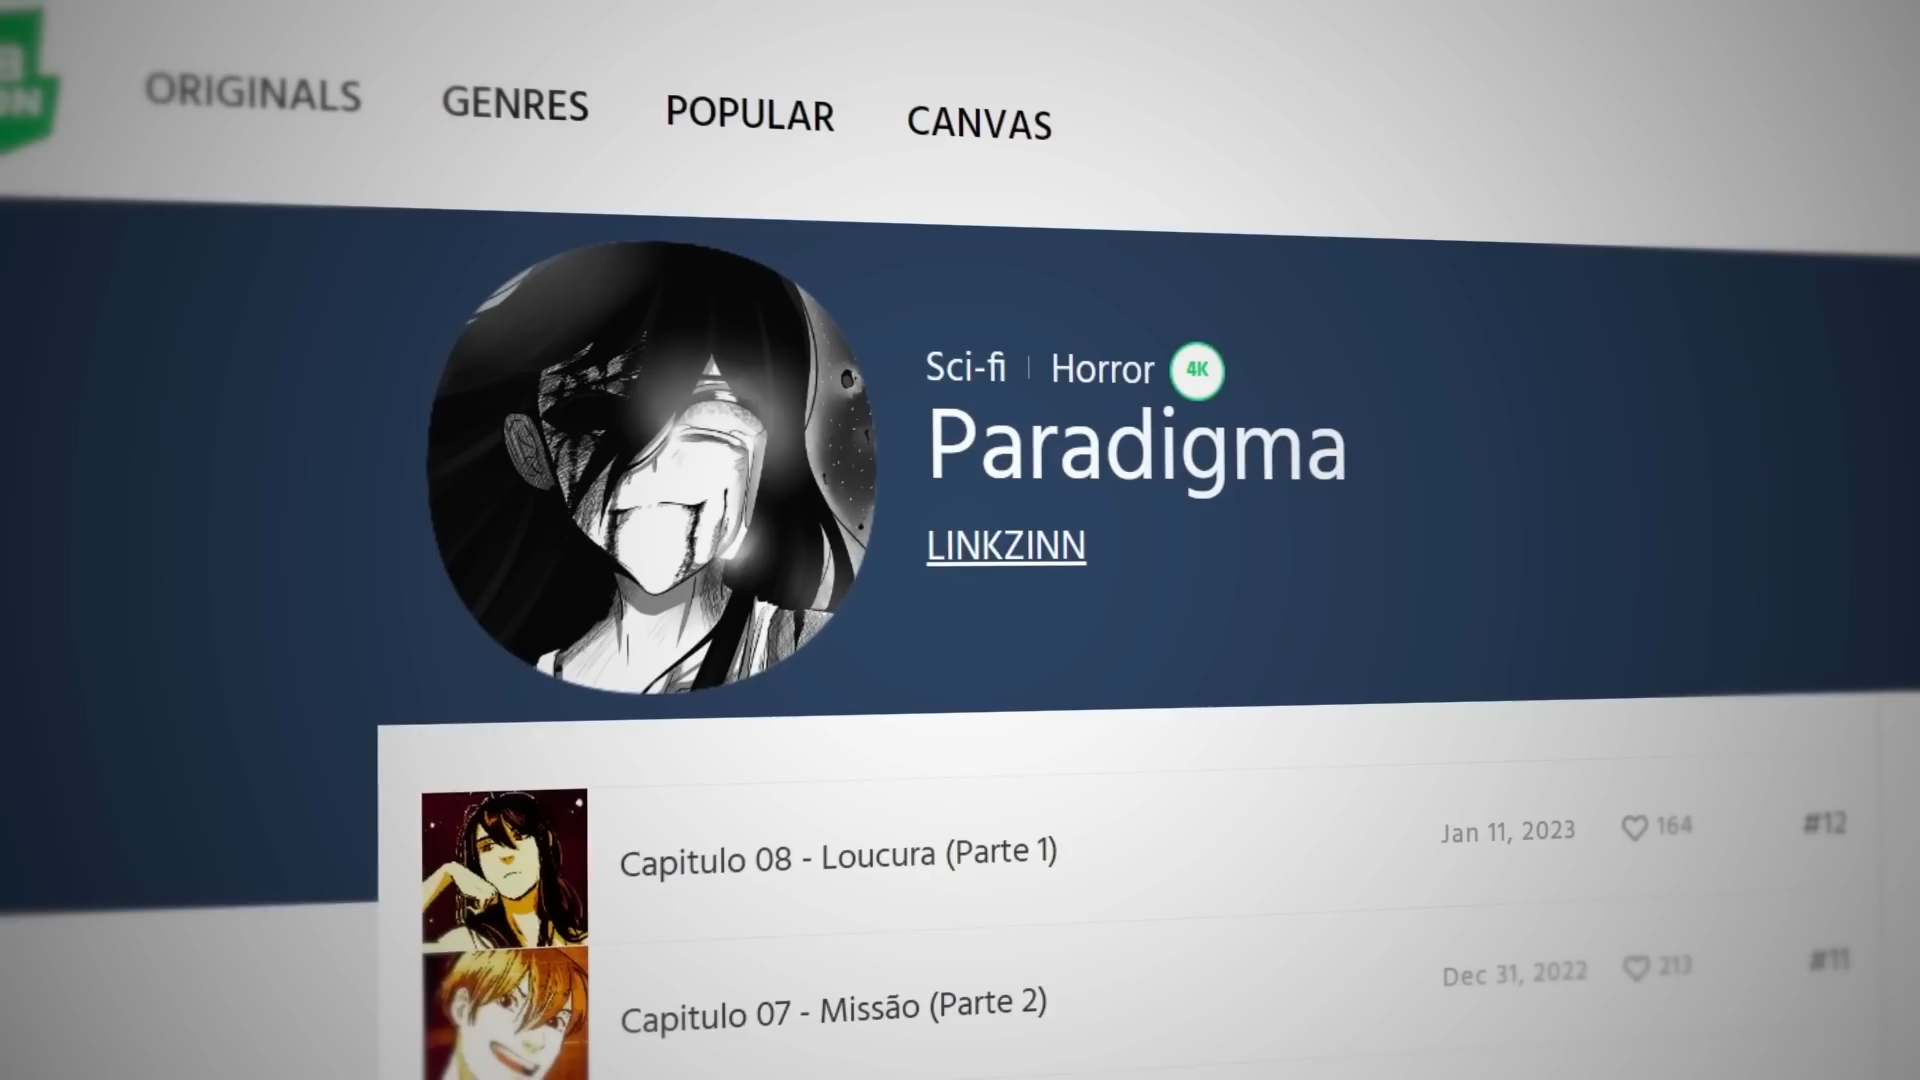 ORIGINALS GENRES POPULAR CANVAS
Sci-fi Horror 4K
Paradigma
LINKZINN
Capitulo 08 - Loucura (Parte 1) Jan 11, 2023 164 #12
Capitulo 07 - Missão (Parte 2) Dec 31, 2022 213 #11